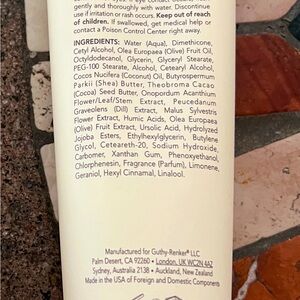 gently and thoroughly with water. Discontinue
use if irritation or rash occurs. Keep out of reach
of children. If swallowed, get medical help or
contact a Poison Control Center right away.
INGREDIENTS: Water (Aqua), Dimethicone,
Cetyl Alcohol, Olea Europaea (Olive) Fruit Oil,
Octyldodecanol, Glycerin, Glyceryl Stearate,
PEG-100 Stearate, Alcohol, Cetearyl Alcohol,
Cocos Nucifera (Coconut) Oil, Butyrospermum
Parkii (Shea) Butter, Theobroma Cacao
(Cocoa) Seed Butter, Onopordum Acanthium
Flower/Leaf/Stem Extract, Peucedanum
Graveolens (Dill) Extract, Malus Sylvestris
Flower Extract, Humic Acids, Olea Europaea
(Olive) Fruit Extract, Ursolic Acid, Hydrolyzed
Jojoba Esters, Ethylhexylglycerin, Butylene
Glycol, Ceteareth-20, Sodium Hydroxide,
Carbomer, Xanthan Gum, Phenoxyethanol,
Chlorphenesin, Fragrance (Parfum), Limonene,
Geraniol, Hexyl Cinnamal, Linalool.
Manufactured for Guthy-Renker® LLC
Palm Desert, CA 92260 • London, UK WC2N 4AZ
Sydney, Australia 2138 • Auckland, New Zealand
Made in the USA of Foreign and Domestic Components